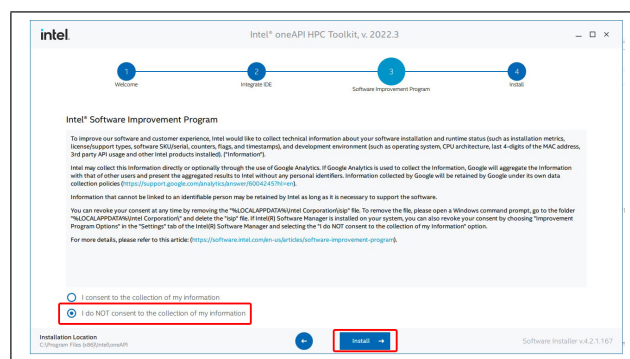 intel.
Intel® oneAPI HPC Toolkit, v. 2022.3
1
2
3
4
Welcome
Integrate IDE
Software Improvement Program
Install
Intel® Software Improvement Program
To improve our software and customer experience, Intel would like to collect technical information about your software installation and runtime status (such as installation metrics,
license/support types, software SKU/serial, counters, flags, and timestamps), and development environment (such as operating system, CPU architecture, last 4-digits of the MAC address,
3rd party API usage and other Intel products installed). ("Information").
Intel may collect this Information directly or optionally through the use of Google Analytics. If Google Analytics is used to collect the Information, Google will aggregate the Information
with that of other users and present the aggregated results to Intel without any personal identifiers. Information collected by Google will be retained by Google under its own data
collection policies (https://support.google.com/analytics/answer/6004245?hl=en).
Information that cannot be linked to an identifiable person may be retained by Intel as long as it is necessary to support the software.
You can revoke your consent at any time by removing the "%LOCALAPPDATA%\Intel Corporation\isip" file. To remove the file, please open a Windows command prompt, go to the folder
"%LOCALAPPDATA%\Intel Corporation\" and delete the "isip" file. If Intel(R) Software Manager is installed on your system, you can also revoke your consent by choosing "Improvement
Program Options" in the "Settings" tab of the Intel(R) Software Manager and selecting the "I do NOT consent to the collection of my Information" option.
For more details, please refer to this article: (https://software.intel.com/en-us/articles/software-improvement-program).
I consent to the collection of my information
I do NOT consent to the collection of my information
Installation Location
C:\Program Files (x86)\Intel\oneAPI
Install →
Software Installer v.4.2.1.167